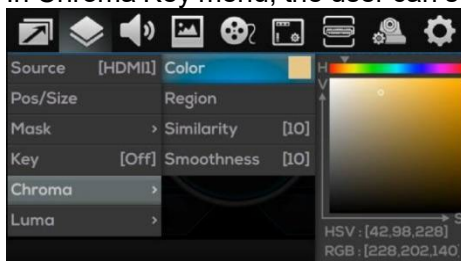 in Chroma Key menu, the user can
Source [HDMI1] Color H
Pos/Size Region V
Mask > Similarity [10]
Key [Off] Smoothness [10]
Chroma >
Luma > S
HSV : [42,98,228]
RGB : [228,202,140]